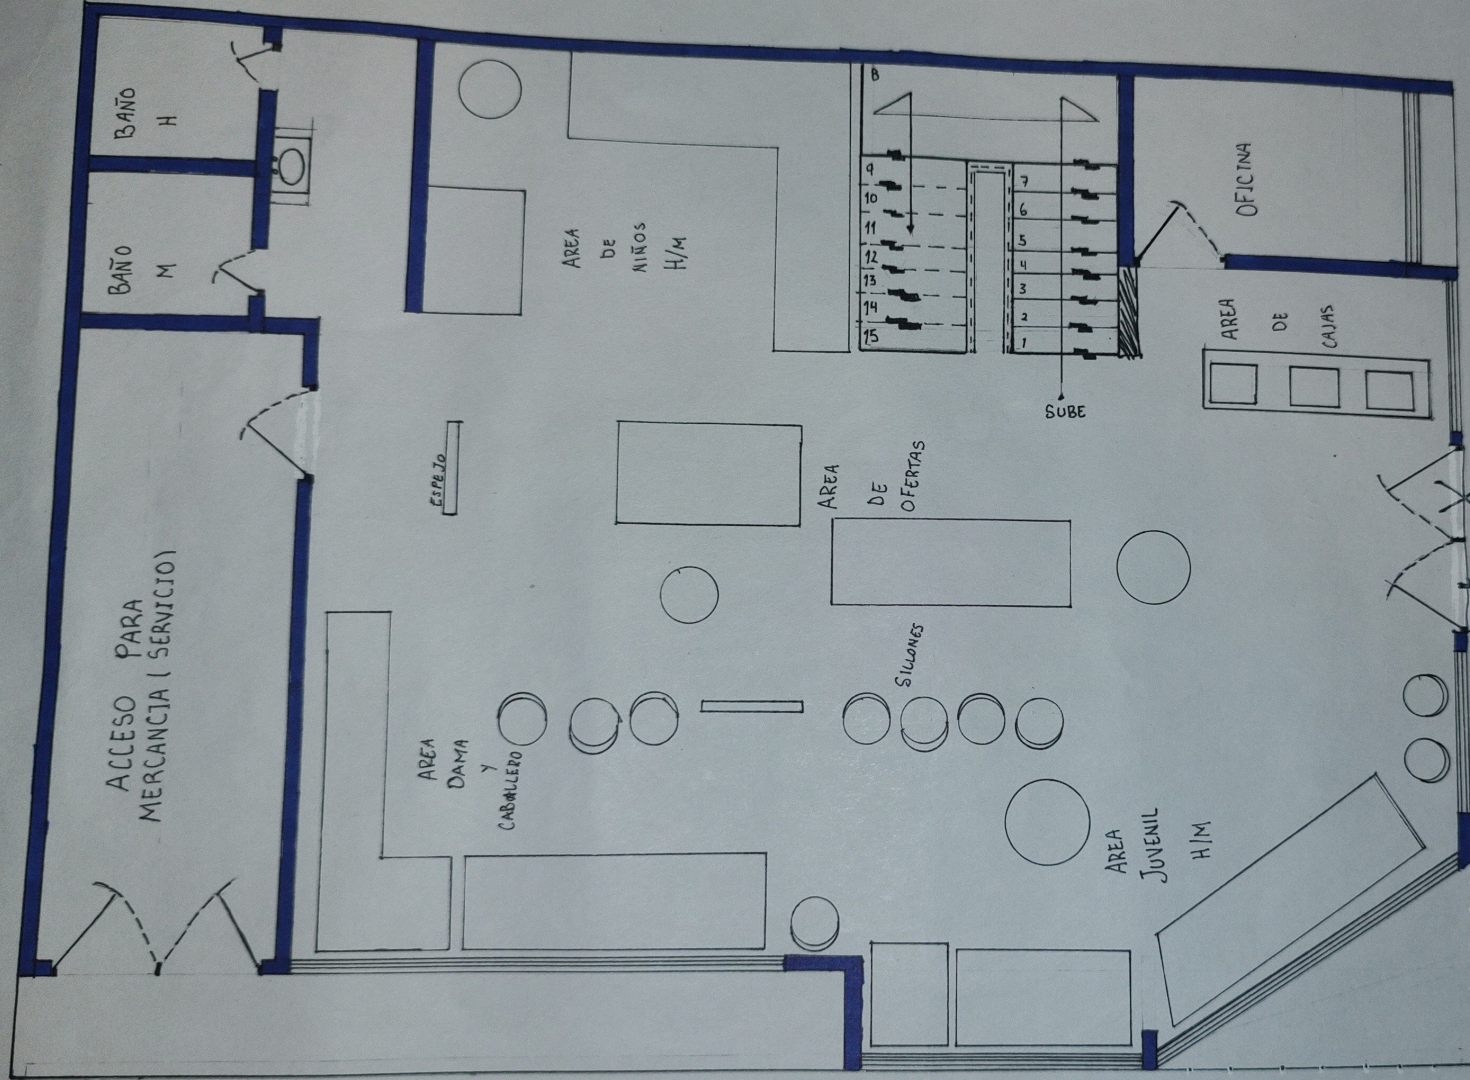 BAÑO
H
BAÑO
M
ACCESO PARA
MERCANCIA ( SERVICIO)
AREA
DE
NIÑOS
H/M
8
9
10
11
12
13
14
15
7
6
5
4
3
2
1
SUBE
OFICINA
AREA
DE
CAJAS
ESPEJO
AREA
DE
OFERTAS
SILLONES
AREA
DAMA
Y
CABALLERO
AREA
JUVENIL
H/M